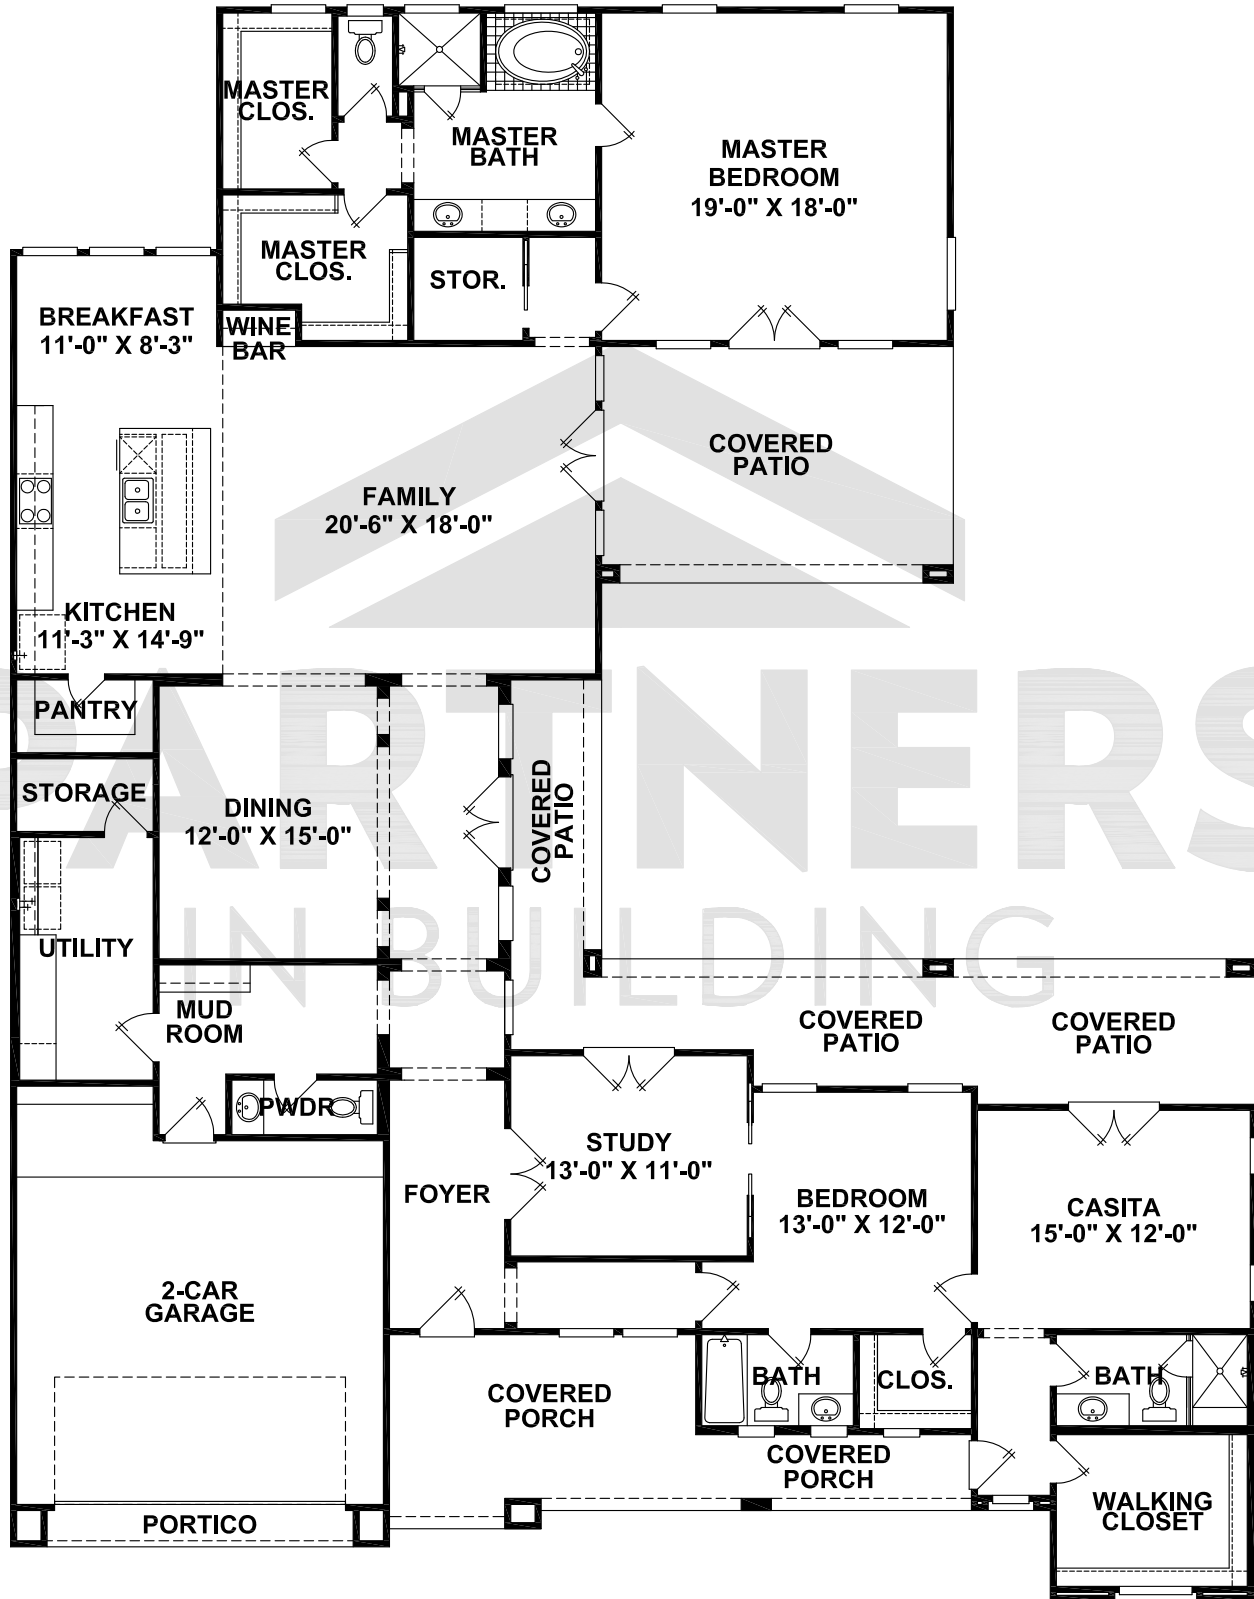 MASTER
CLOS.
MASTER
BATH
MASTER
BEDROOM
19'-0" X 18'-0"
MASTER
CLOS.
STOR.
BREAKFAST
11'-0" X 8'-3"
WINE
BAR
COVERED
PATIO
FAMILY
20'-6" X 18'-0"
KITCHEN
11'-3" X 14'-9"
PANTRY
PARTNERS
IN BUILDING
STORAGE
DINING
12'-0" X 15'-0"
COVERED
PATIO
UTILITY
MUD
ROOM
COVERED
PATIO
COVERED
PATIO
PWDR
STUDY
13'-0" X 11'-0"
FOYER
BEDROOM
13'-0" X 12'-0"
CASITA
15'-0" X 12'-0"
2-CAR
GARAGE
COVERED
PORCH
BATH
CLOS.
BATH
COVERED
PORCH
WALKING
CLOSET
PORTICO